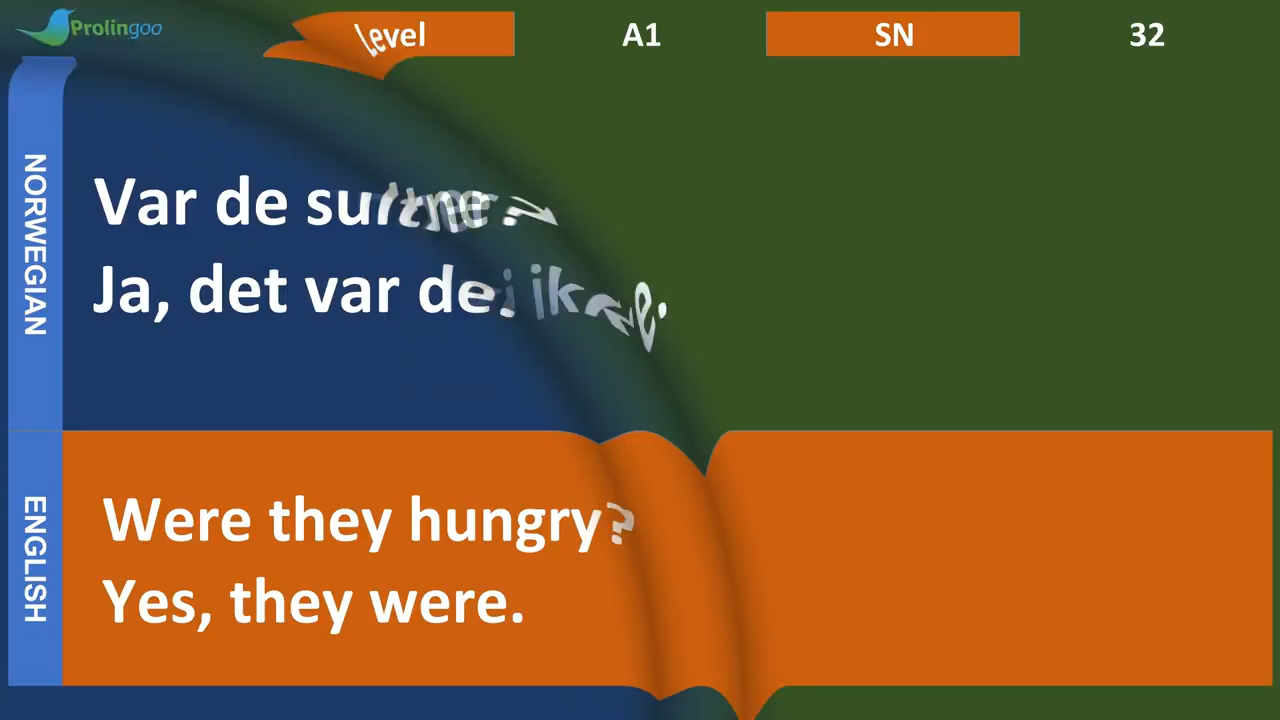 Prolingoo
Level
A1
SN
32
NORWEGIAN
Var de
Ja, det var
ENGLISH
Were they hungry?
Yes, they were.